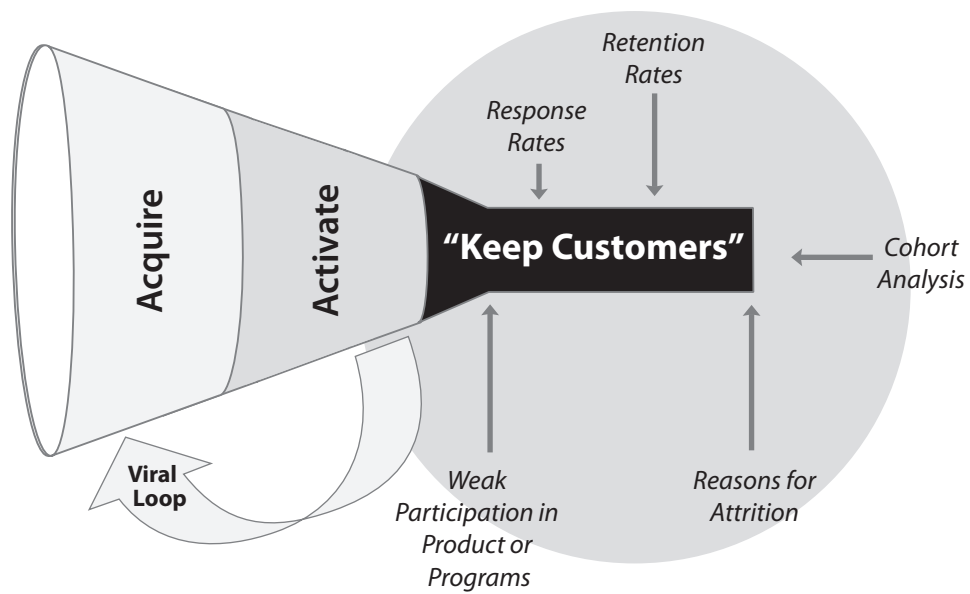 Retention
Rates
Response
Rates
Acquire
Activate
“Keep Customers”
Cohort
Analysis
Viral
Loop
Weak
Participation in
Product or
Programs
Reasons for
Attrition